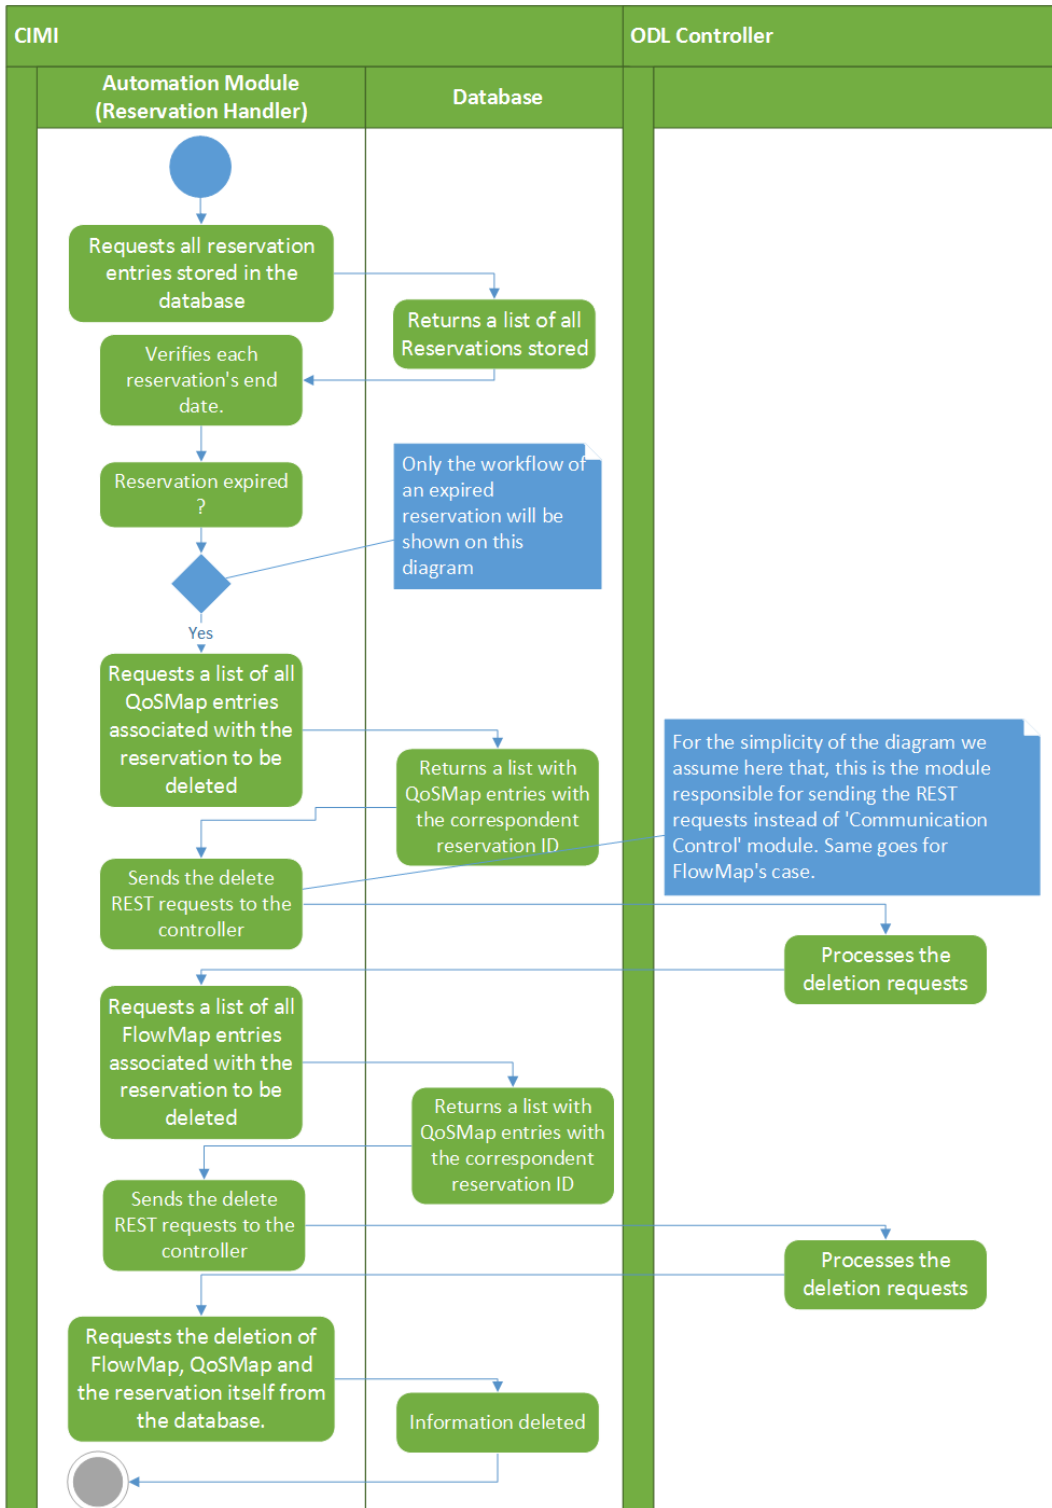 CIMI
ODL Controller
Automation Module
(Reservation Handler)
Database
Requests all reservation
entries stored in the
database
Returns a list of all
Reservations stored
Verifies each
reservation's end
date.
Reservation expired
?
Only the workflow of
an expired
reservation will be
shown on this
diagram
Yes
Requests a list of all
QoSMap entries
associated with the
reservation to be
deleted
Returns a list with
QoSMap entries with
the correspondent
reservation ID
For the simplicity of the diagram we
assume here that, this is the module
responsible for sending the REST
requests instead of 'Communication
Control' module. Same goes for
FlowMap's case.
Sends the delete
REST requests to the
controller
Processes the
deletion requests
Requests a list of all
FlowMap entries
associated with the
reservation to be
deleted
Returns a list with
QoSMap entries with
the correspondent
reservation ID
Sends the delete
REST requests to the
controller
Processes the
deletion requests
Requests the deletion of
FlowMap, QoSMap and
the reservation itself from
the database.
Information deleted